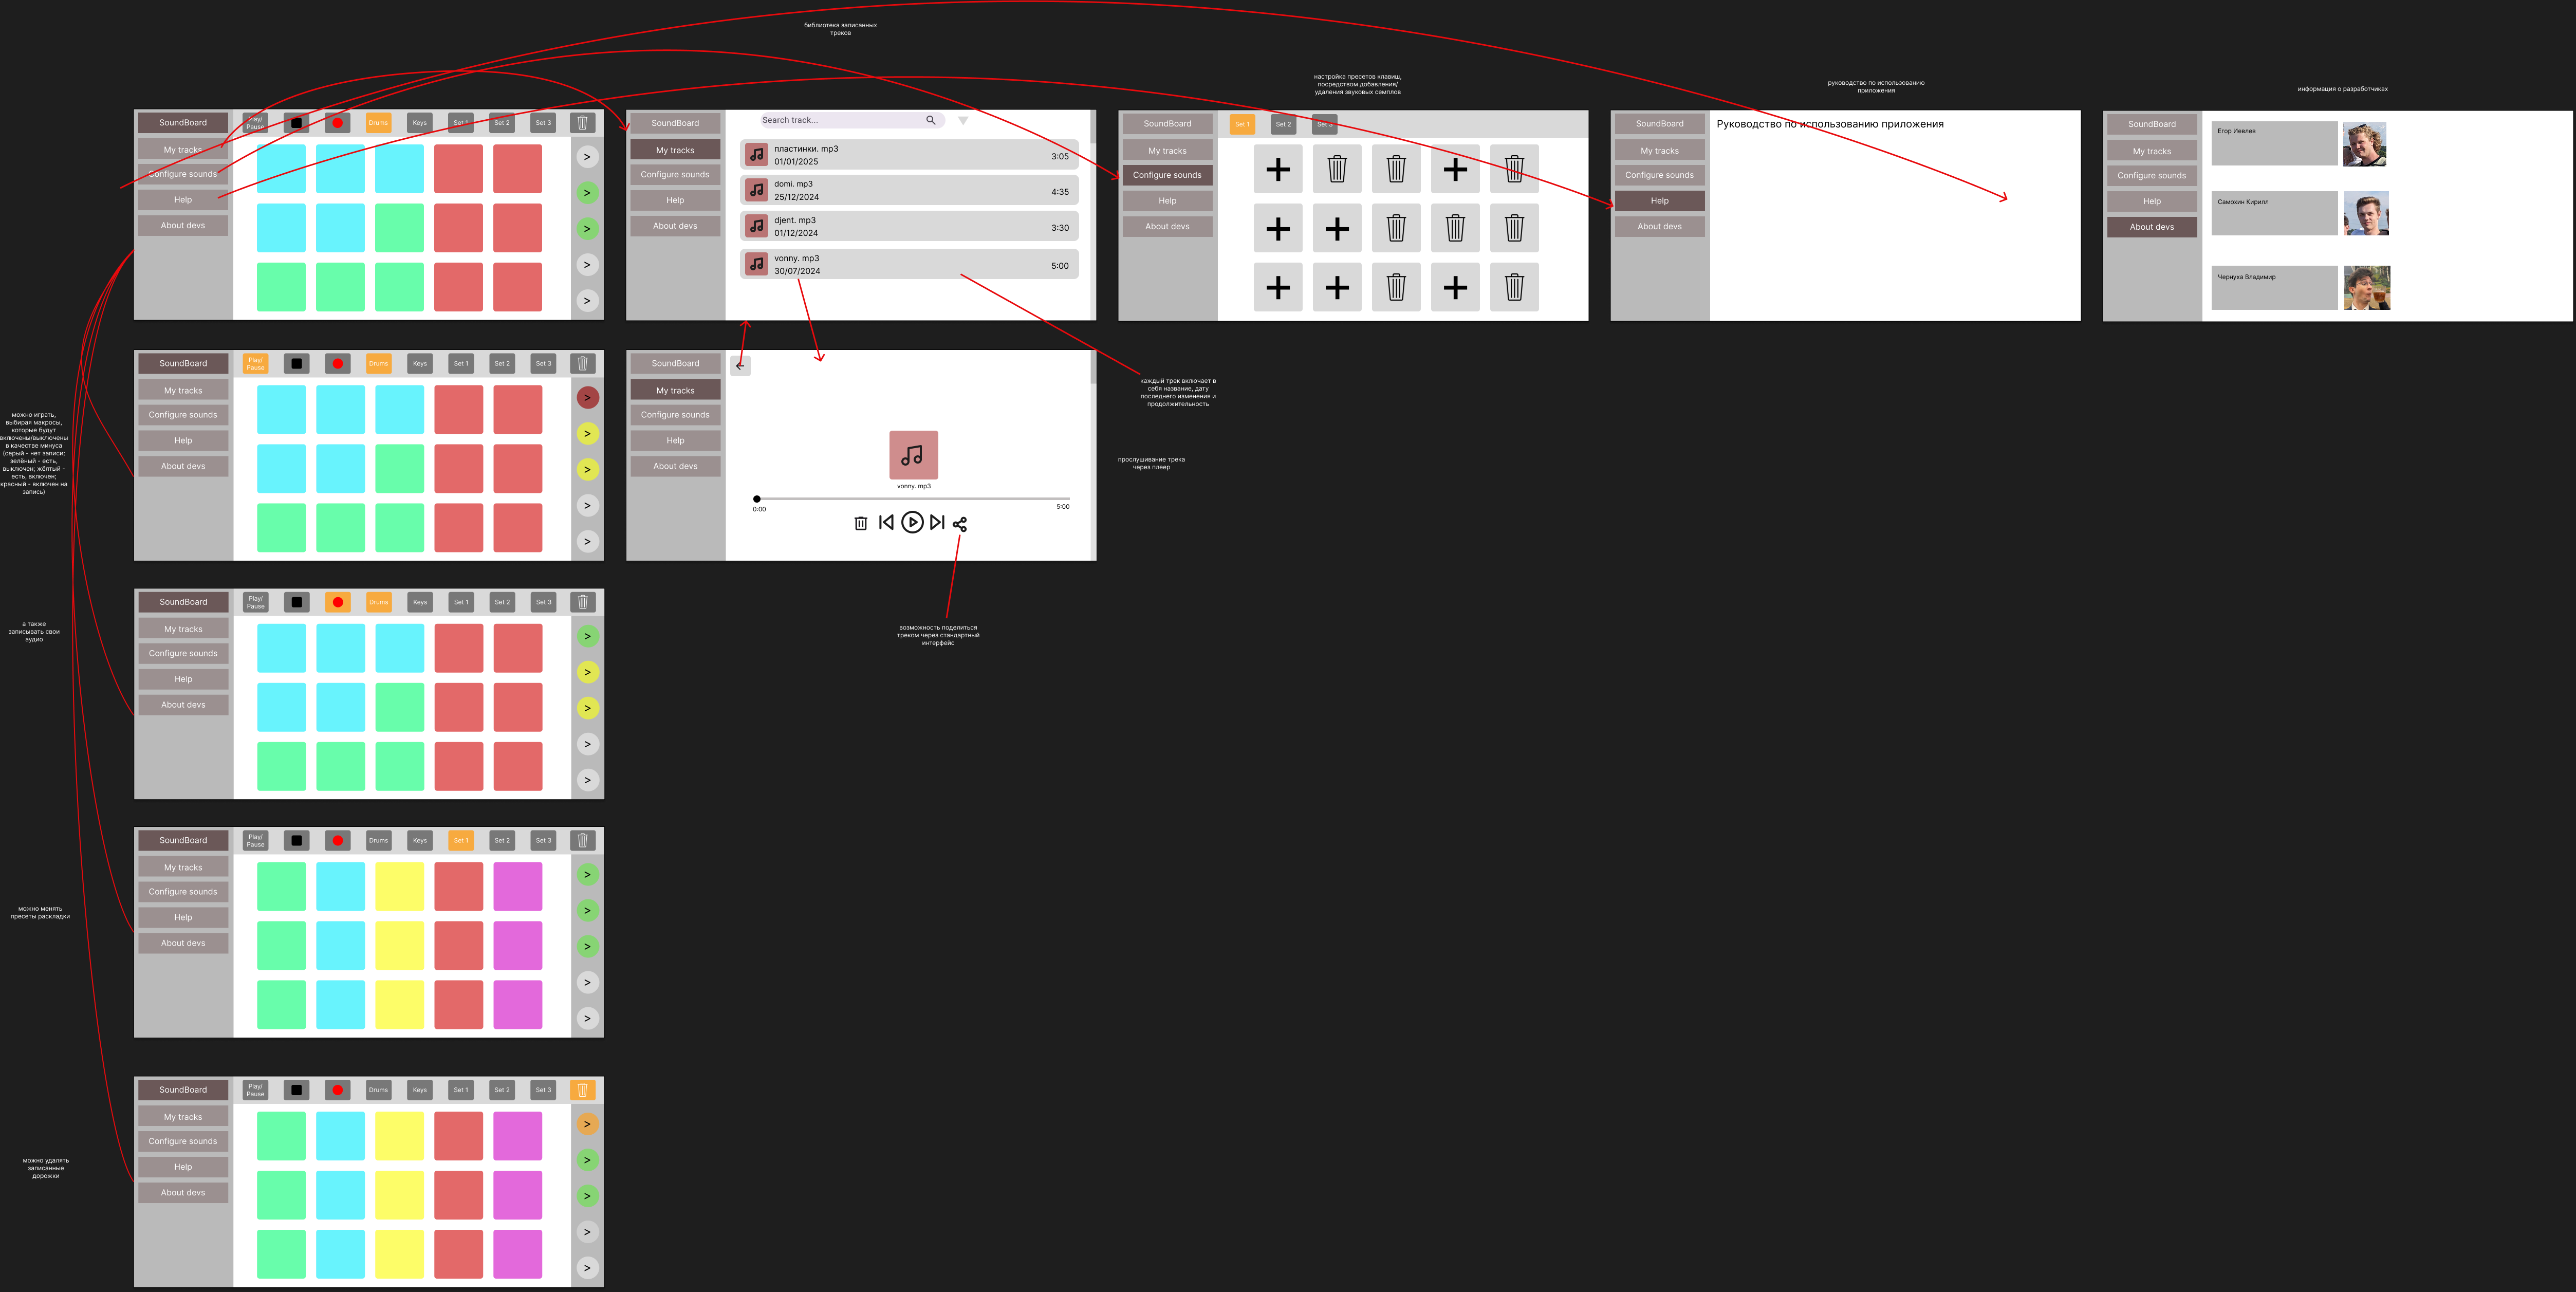 библиотека записанных
треков
настройка пресетов клавиш,
посредством добавления/
удаления звуковых семплов
руководство по использованию
приложения
информация о разработчиках
SoundBoard
My tracks
Configure sounds
Help
About devs
Play/
Pause
Drums
Keys
Set 1
Set 2
Set 3
>
>
>
>
>
SoundBoard
My tracks
Configure sounds
Help
About devs
Search track...
пластинки. mp3
01/01/2025
3:05
domi. mp3
25/12/2024
4:35
djent. mp3
01/12/2024
3:30
vonny. mp3
30/07/2024
5:00
SoundBoard
My tracks
Configure sounds
Help
About devs
Set 1
Set 2
Set 3
SoundBoard
My tracks
Configure sounds
Help
About devs
Руководство по использованию приложения
SoundBoard
My tracks
Configure sounds
Help
About devs
Егор Иевлев
Самохин Кирилл
Чернуха Владимир
можно играть,
выбирая макросы,
которые будут
включены/выключены
в качестве минуса
(серый - нет записи;
зелёный - есть,
выключен; жёлтый -
есть, включен;
красный - включен на
запись)
SoundBoard
My tracks
Configure sounds
Help
About devs
Play/
Pause
Drums
Keys
Set 1
Set 2
Set 3
>
>
>
>
>
SoundBoard
My tracks
Configure sounds
Help
About devs
vonny. mp3
0:00
5:00
каждый трек включает в
себя название, дату
последнего изменения и
продолжительность
прослушивание трека
через плеер
возможность поделиться
треком через стандартный
интерфейс
а также
записывать свои
аудио
SoundBoard
My tracks
Configure sounds
Help
About devs
Play/
Pause
Drums
Keys
Set 1
Set 2
Set 3
>
>
>
>
>
можно менять
пресеты раскладки
SoundBoard
My tracks
Configure sounds
Help
About devs
Play/
Pause
Drums
Keys
Set 1
Set 2
Set 3
>
>
>
>
>
можно удалять
записанные
дорожки
SoundBoard
My tracks
Configure sounds
Help
About devs
Play/
Pause
Drums
Keys
Set 1
Set 2
Set 3
>
>
>
>
>